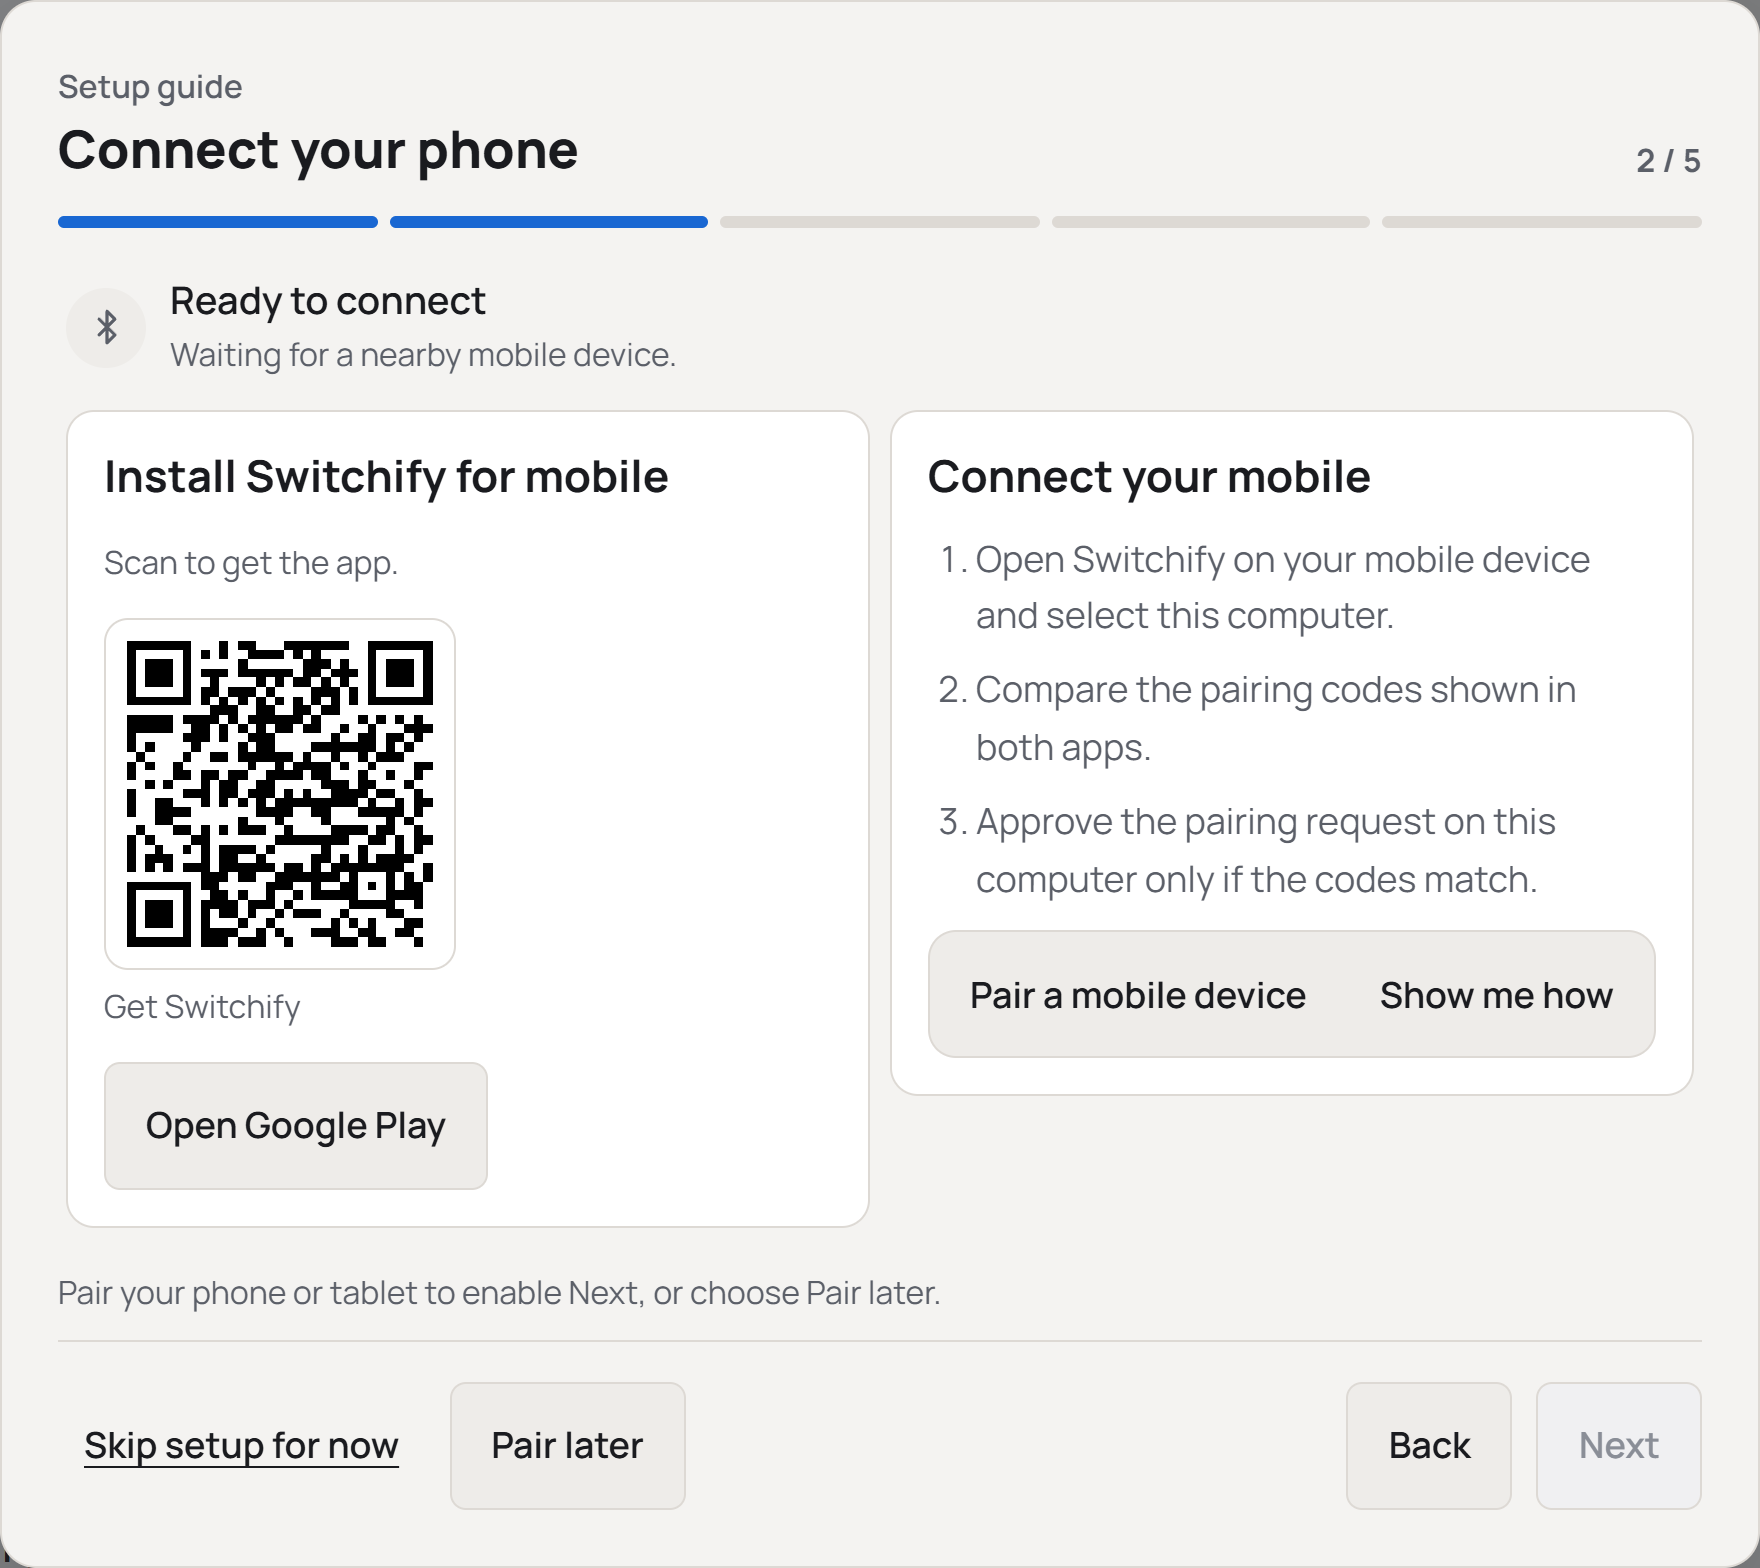 Setup guide
Connect your phone
2 / 5
Ready to connect
Waiting for a nearby mobile device.
Install Switchify for mobile
Scan to get the app.
Get Switchify
Open Google Play
Connect your mobile
1. Open Switchify on your mobile device
and select this computer.
2. Compare the pairing codes shown in
both apps.
3. Approve the pairing request on this
computer only if the codes match.
Pair a mobile device
Show me how
Pair your phone or tablet to enable Next, or choose Pair later.
Skip setup for now
Pair later
Back
Next